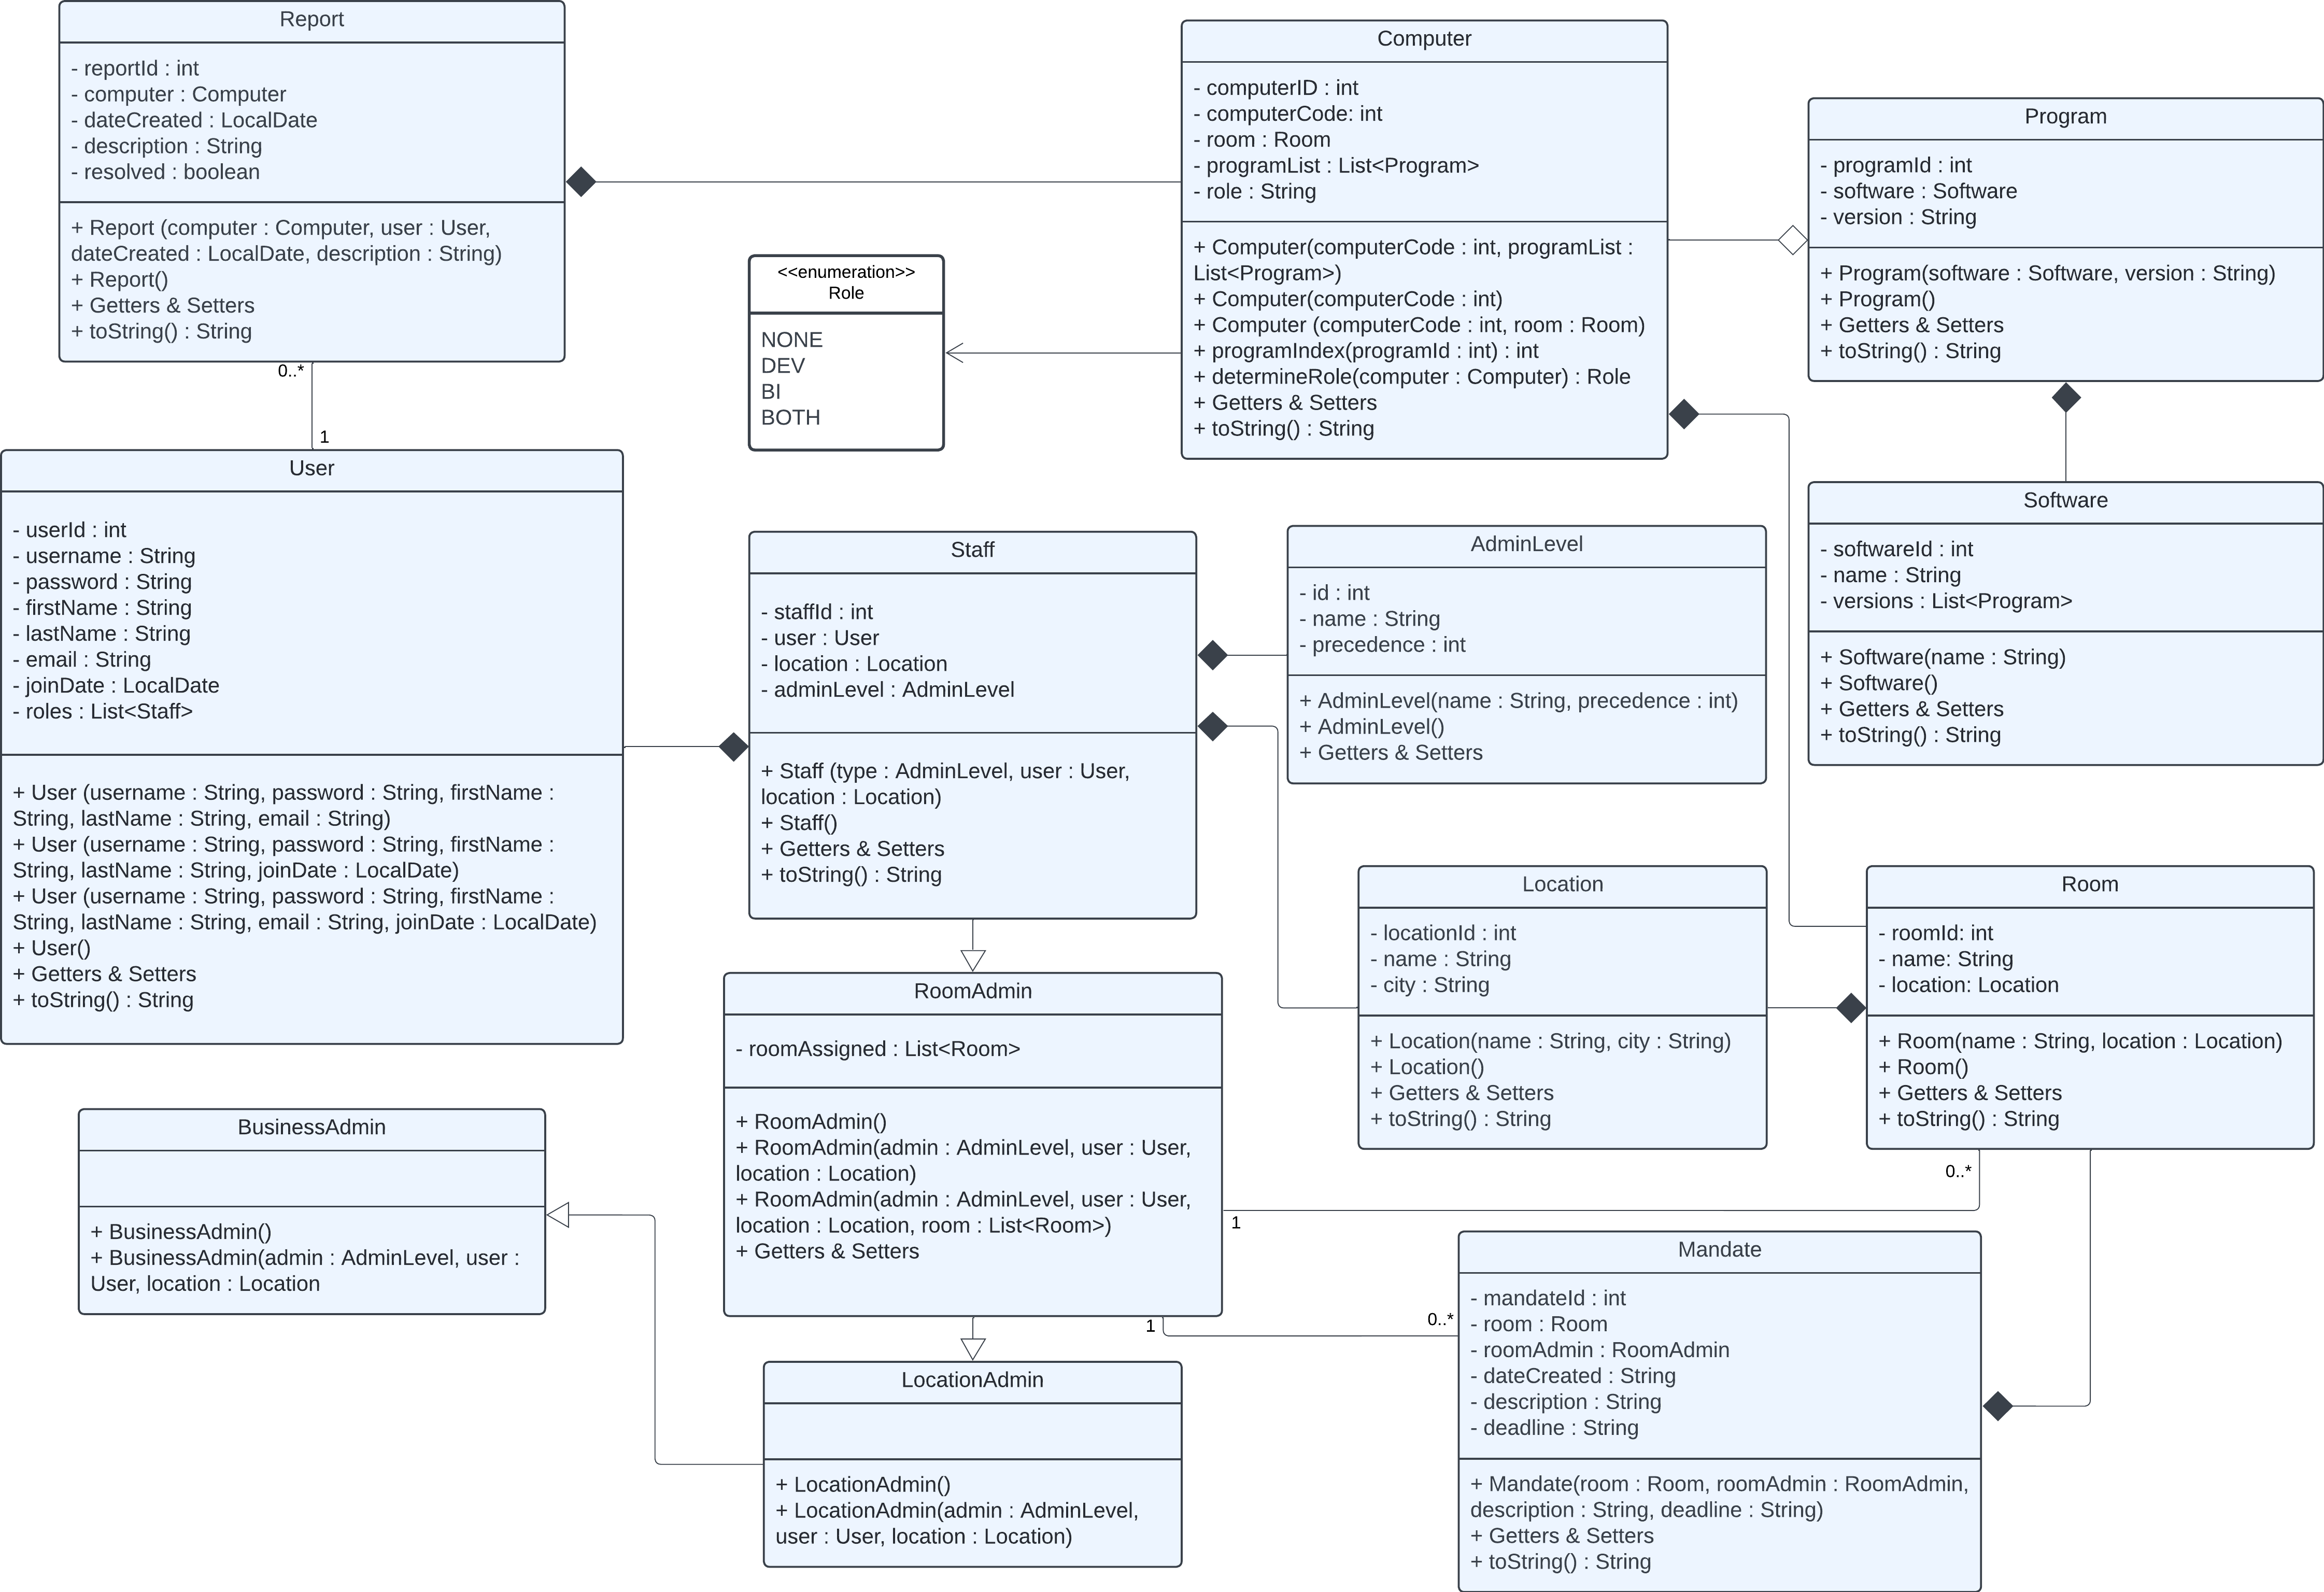 Report
- reportId : int
- computer : Computer
- dateCreated : LocalDate
- description : String
- resolved : boolean
+ Report (computer : Computer, user : User,
dateCreated : LocalDate, description : String)
+ Report()
+ Getters & Setters
+ toString() : String
0..*
1
Computer
- computerID : int
- computerCode: int
- room : Room
- programList : List<Program>
- role : String
+ Computer(computerCode : int, programList :
List<Program>)
+ Computer(computerCode : int)
+ Computer (computerCode : int, room : Room)
+ programIndex(programId : int) : int
+ determineRole(computer : Computer) : Role
+ Getters & Setters
+ toString() : String
Program
- programId : int
- software : Software
- version : String
+ Program(software : Software, version : String)
+ Program()
+ Getters & Setters
+ toString() : String
<<enumeration>>
Role
NONE
DEV
BI
BOTH
User
- userId : int
- username : String
- password : String
- firstName : String
- lastName : String
- email : String
- joinDate : LocalDate
- roles : List<Staff>
+ User (username : String, password : String, firstName :
String, lastName : String, email : String)
+ User (username : String, password : String, firstName :
String, lastName : String, joinDate : LocalDate)
+ User (username : String, password : String, firstName :
String, lastName : String, email : String, joinDate : LocalDate)
+ User()
+ Getters & Setters
+ toString() : String
Staff
- staffId : int
- user : User
- location : Location
- adminLevel : AdminLevel
+ Staff (type : AdminLevel, user : User,
location : Location)
+ Staff()
+ Getters & Setters
+ toString() : String
AdminLevel
- id : int
- name : String
- precedence : int
+ AdminLevel(name : String, precedence : int)
+ AdminLevel()
+ Getters & Setters
Software
- softwareId : int
- name : String
- versions : List<Program>
+ Software(name : String)
+ Software()
+ Getters & Setters
+ toString() : String
Location
- locationId : int
- name : String
- city : String
+ Location(name : String, city : String)
+ Location()
+ Getters & Setters
+ toString() : String
Room
- roomId: int
- name: String
- location: Location
+ Room(name : String, location : Location)
+ Room()
+ Getters & Setters
+ toString() : String
0..*
RoomAdmin
- roomAssigned : List<Room>
+ RoomAdmin()
+ RoomAdmin(admin : AdminLevel, user : User,
location : Location)
+ RoomAdmin(admin : AdminLevel, user : User,
location : Location, room : List<Room>)
+ Getters & Setters
1
1
0..*
BusinessAdmin
+ BusinessAdmin()
+ BusinessAdmin(admin : AdminLevel, user :
User, location : Location
Mandate
- mandateId : int
- room : Room
- roomAdmin : RoomAdmin
- dateCreated : String
- description : String
- deadline : String
+ Mandate(room : Room, roomAdmin : RoomAdmin,
description : String, deadline : String)
+ Getters & Setters
+ toString() : String
LocationAdmin
+ LocationAdmin()
+ LocationAdmin(admin : AdminLevel,
user : User, location : Location)